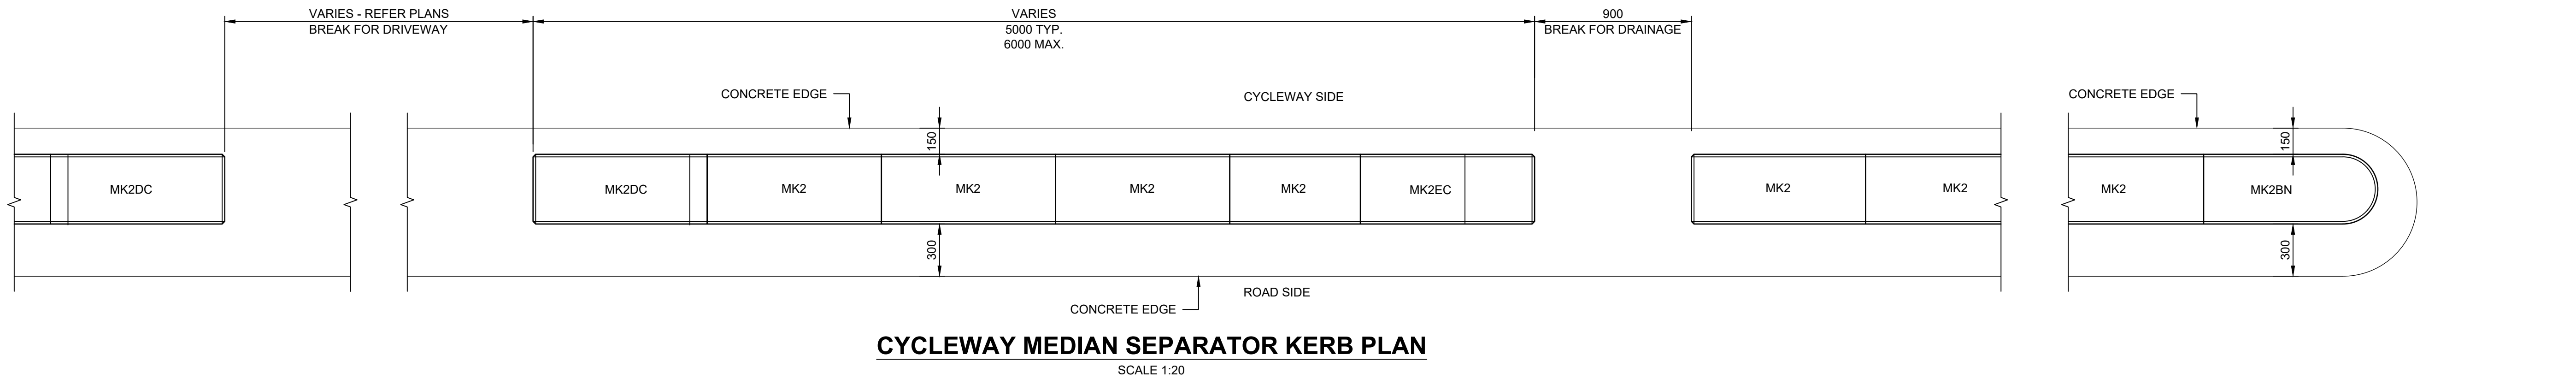 VARIES - REFER PLANS
BREAK FOR DRIVEWAY
VARIES
5000 TYP.
6000 MAX.
900
BREAK FOR DRAINAGE
CONCRETE EDGE
CYCLEWAY SIDE
CONCRETE EDGE
150
150
MK2DC
MK2DC
MK2
MK2
MK2
MK2
MK2EC
MK2
MK2
MK2
MK2BN
300
300
ROAD SIDE
CONCRETE EDGE
CYCLEWAY MEDIAN SEPARATOR KERB PLAN
SCALE 1:20